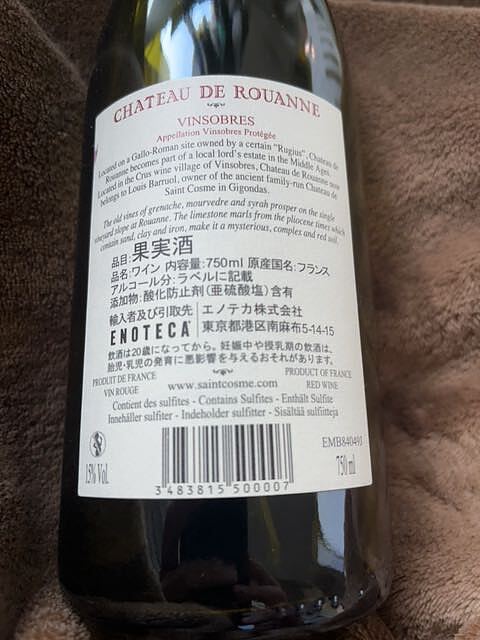 CHATEAU DE ROUANNE
VINSOBRES
Appellation Vinsobres Protégée
Located on a Gallo-Roman site owned by a certain "Rugius", Chateau de
Rouanne becomes part of a local lord's estate in the Middle Ages.
Located in the Crus wine village of Vinsobres, Chateau de Rouanne now
belongs to Louis Barruol, owner of the ancient family-run Chateau de
Saint Cosme in Gigondas.
The old vines of grenache, mourvedre and syrah prosper on the single
vineyard slope at Rouanne. The limestone marls from the pliocene times which
contain sand, clay and iron, make it a mysterious, complex and red soil.
品目:果実酒
品名:ワイン 内容量:750ml 原産国名:フランス
アルコール分:ラベルに記載
添加物:酸化防止剤(亜硫酸塩)含有
輸入者及び引取先 エノテカ株式会社
ENOTECA 東京都港区南麻布5-14-15
飲酒は20歳になってから。妊娠中や授乳期の飲酒は、
胎児・乳児の発育に悪影響を与えるおそれがあります。
PRODUIT DE FRANCE PRODUCT OF FRANCE
VIN ROUGE www.saintcosme.com RED WINE
Contient des sulfites - Contains Sulfites - Enthält Sulfite
Innehåller sulfiter - Indeholder sulfitter - Sisältää sulfiitteja
EMB84049J
15% Vol. 750 ml
3 483815 500007